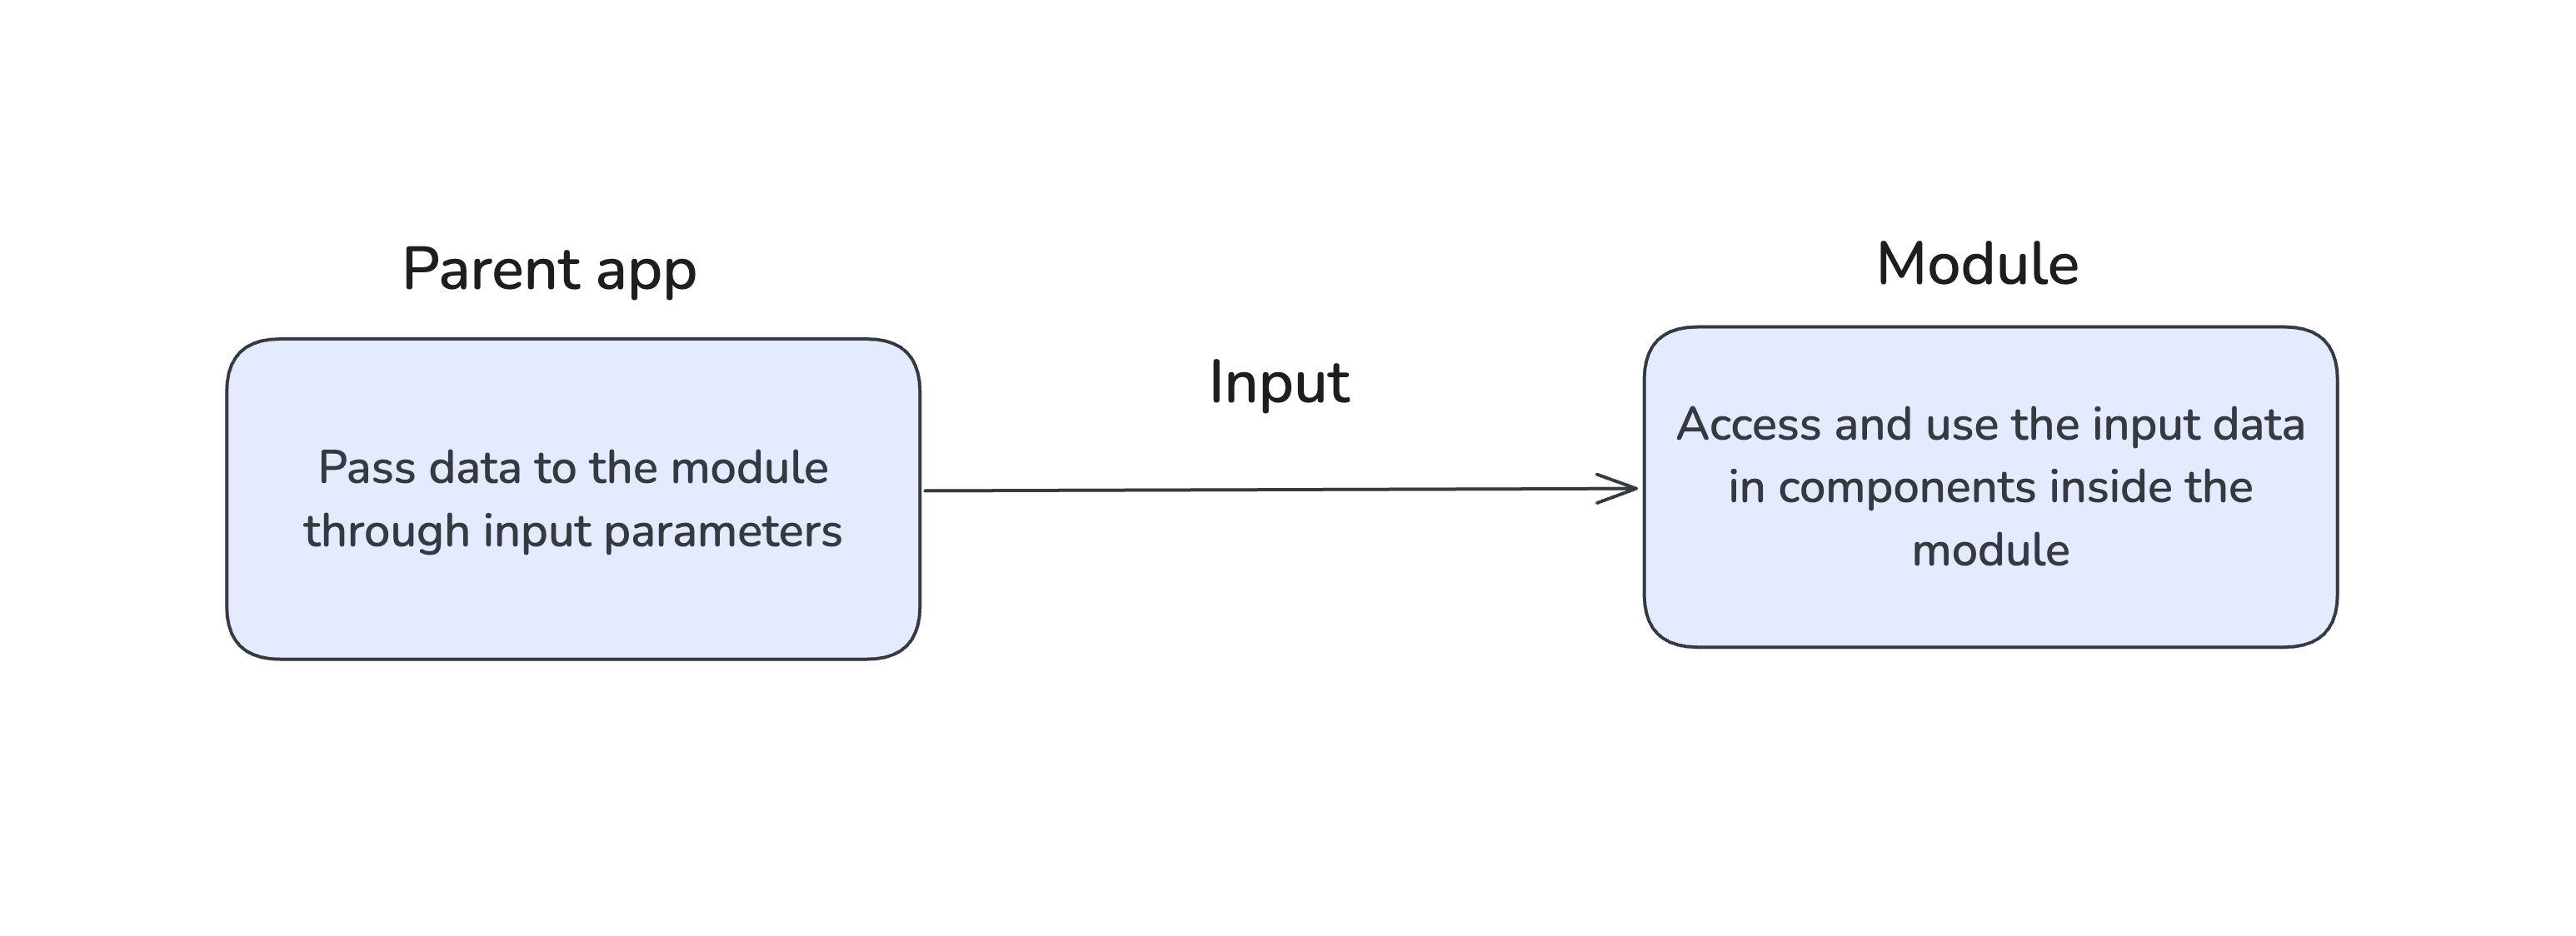 Parent app
Pass data to the module
through input parameters
Input
Module
Access and use the input data
in components inside the
module